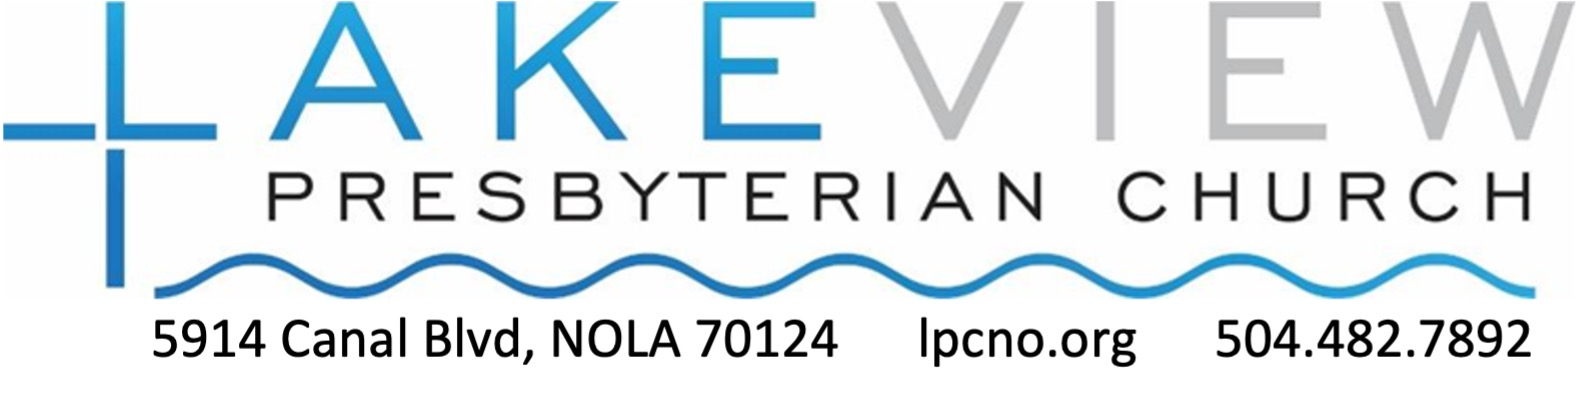 LAKEVIEW
PRESBYTERIAN CHURCH
5914 Canal Blvd, NOLA 70124 lpcno.org 504.482.7892